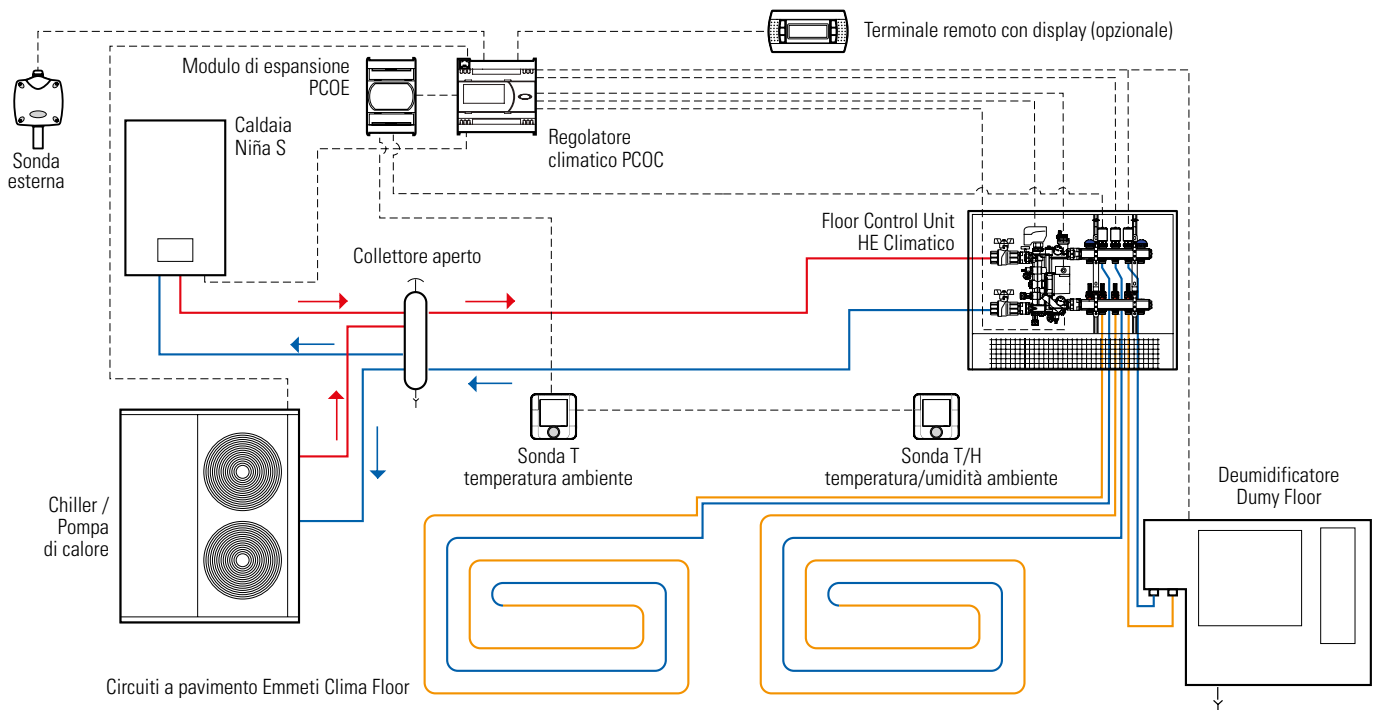 Terminale remoto con display (opzionale)
Modulo di espansione
PCOE
Caldaia
Niña S
Sonda
esterna
Regolatore
climatico PCOC
Floor Control Unit
HE Climatico
Collettore aperto
Sonda T
temperatura ambiente
Sonda T/H
temperatura/umidità ambiente
Deumidificatore
Dumy Floor
Chiller /
Pompa
di calore
Circuiti a pavimento Emmeti Clima Floor